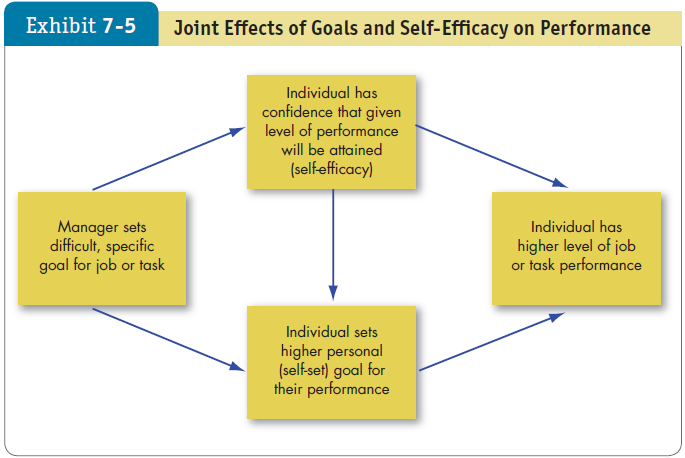 Exhibit 7-5
Joint Effects of Goals and Self-Efficacy on Performance
Individual has
confidence that given
level of performance
will be attained
(self-efficacy)
Manager sets
difficult, specific
goal for job or task
Individual has
higher level of job
or task performance
Individual sets
higher personal
(self-set) goal for
their performance